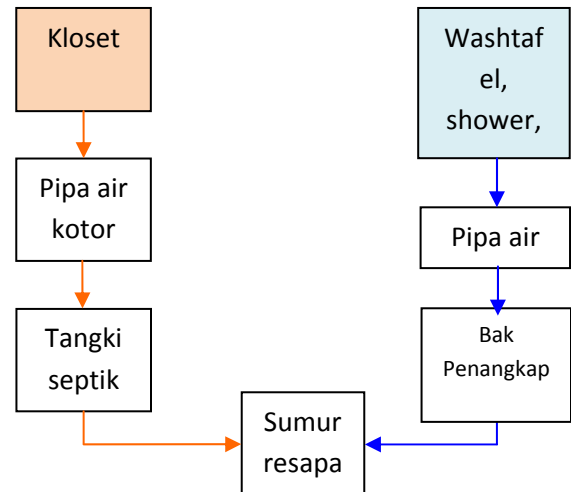 Kloset
Pipa air
kotor
Tangki
septik
Washtaf
el,
shower,
Pipa air
Bak
Penangkap
Sumur
resapa